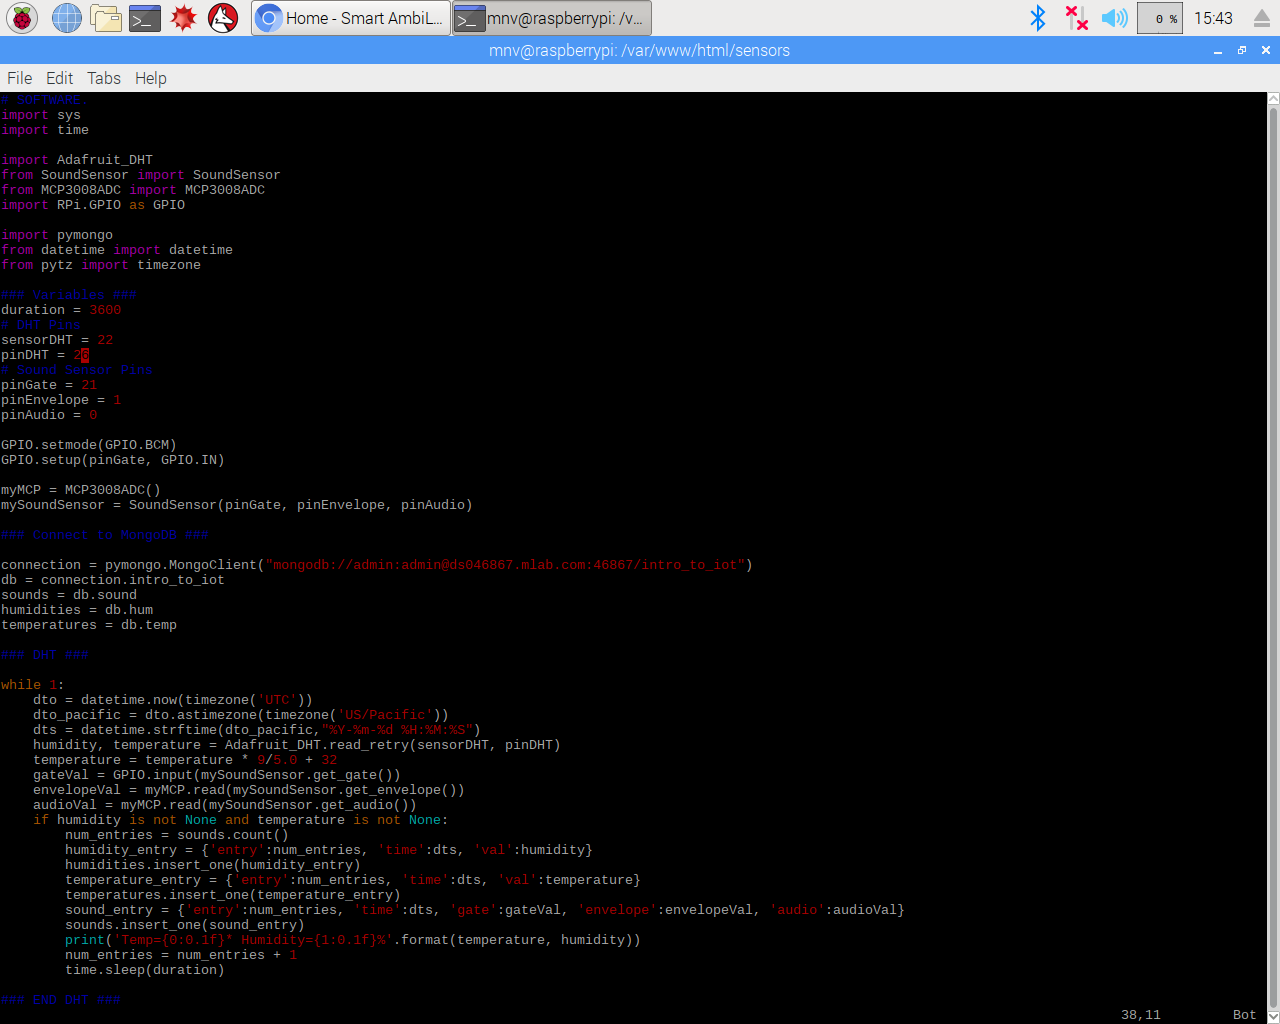 Home - Smart AmbiL...
mnv@raspberrypi: /v...
0 %
15:43
mnv@raspberrypi: /var/www/html/sensors
File Edit Tabs Help
# SOFTWARE.
import sys
import time
import Adafruit_DHT
from SoundSensor import SoundSensor
from MCP3008ADC import MCP3008ADC
import RPi.GPIO as GPIO
import pymongo
from datetime import datetime
from pytz import timezone
### Variables ###
duration = 3600
# DHT Pins
sensorDHT = 22
pinDHT = 26
# Sound Sensor Pins
pinGate = 21
pinEnvelope = 1
pinAudio = 0
GPIO.setmode(GPIO.BCM)
GPIO.setup(pinGate, GPIO.IN)
myMCP = MCP3008ADC()
mySoundSensor = SoundSensor(pinGate, pinEnvelope, pinAudio)
### Connect to MongoDB ###
connection = pymongo.MongoClient("mongodb://admin:admin@ds046867.mlab.com:46867/intro_to_iot")
db = connection.intro_to_iot
sounds = db.sound
humidities = db.hum
temperatures = db.temp
### DHT ###
while 1:
    dto = datetime.now(timezone('UTC'))
    dto_pacific = dto.astimezone(timezone('US/Pacific'))
    dts = datetime.strftime(dto_pacific,"%Y-%m-%d %H:%M:%S")
    humidity, temperature = Adafruit_DHT.read_retry(sensorDHT, pinDHT)
    temperature = temperature * 9/5.0 + 32
    gateVal = GPIO.input(mySoundSensor.get_gate())
    envelopeVal = myMCP.read(mySoundSensor.get_envelope())
    audioVal = myMCP.read(mySoundSensor.get_audio())
    if humidity is not None and temperature is not None:
        num_entries = sounds.count()
        humidity_entry = {'entry':num_entries, 'time':dts, 'val':humidity}
        humidities.insert_one(humidity_entry)
        temperature_entry = {'entry':num_entries, 'time':dts, 'val':temperature}
        temperatures.insert_one(temperature_entry)
        sound_entry = {'entry':num_entries, 'time':dts, 'gate':gateVal, 'envelope':envelopeVal, 'audio':audioVal}
        sounds.insert_one(sound_entry)
        print('Temp={0:0.1f}* Humidity={1:0.1f}%'.format(temperature, humidity))
        num_entries = num_entries + 1
        time.sleep(duration)
### END DHT ###
38,11 Bot